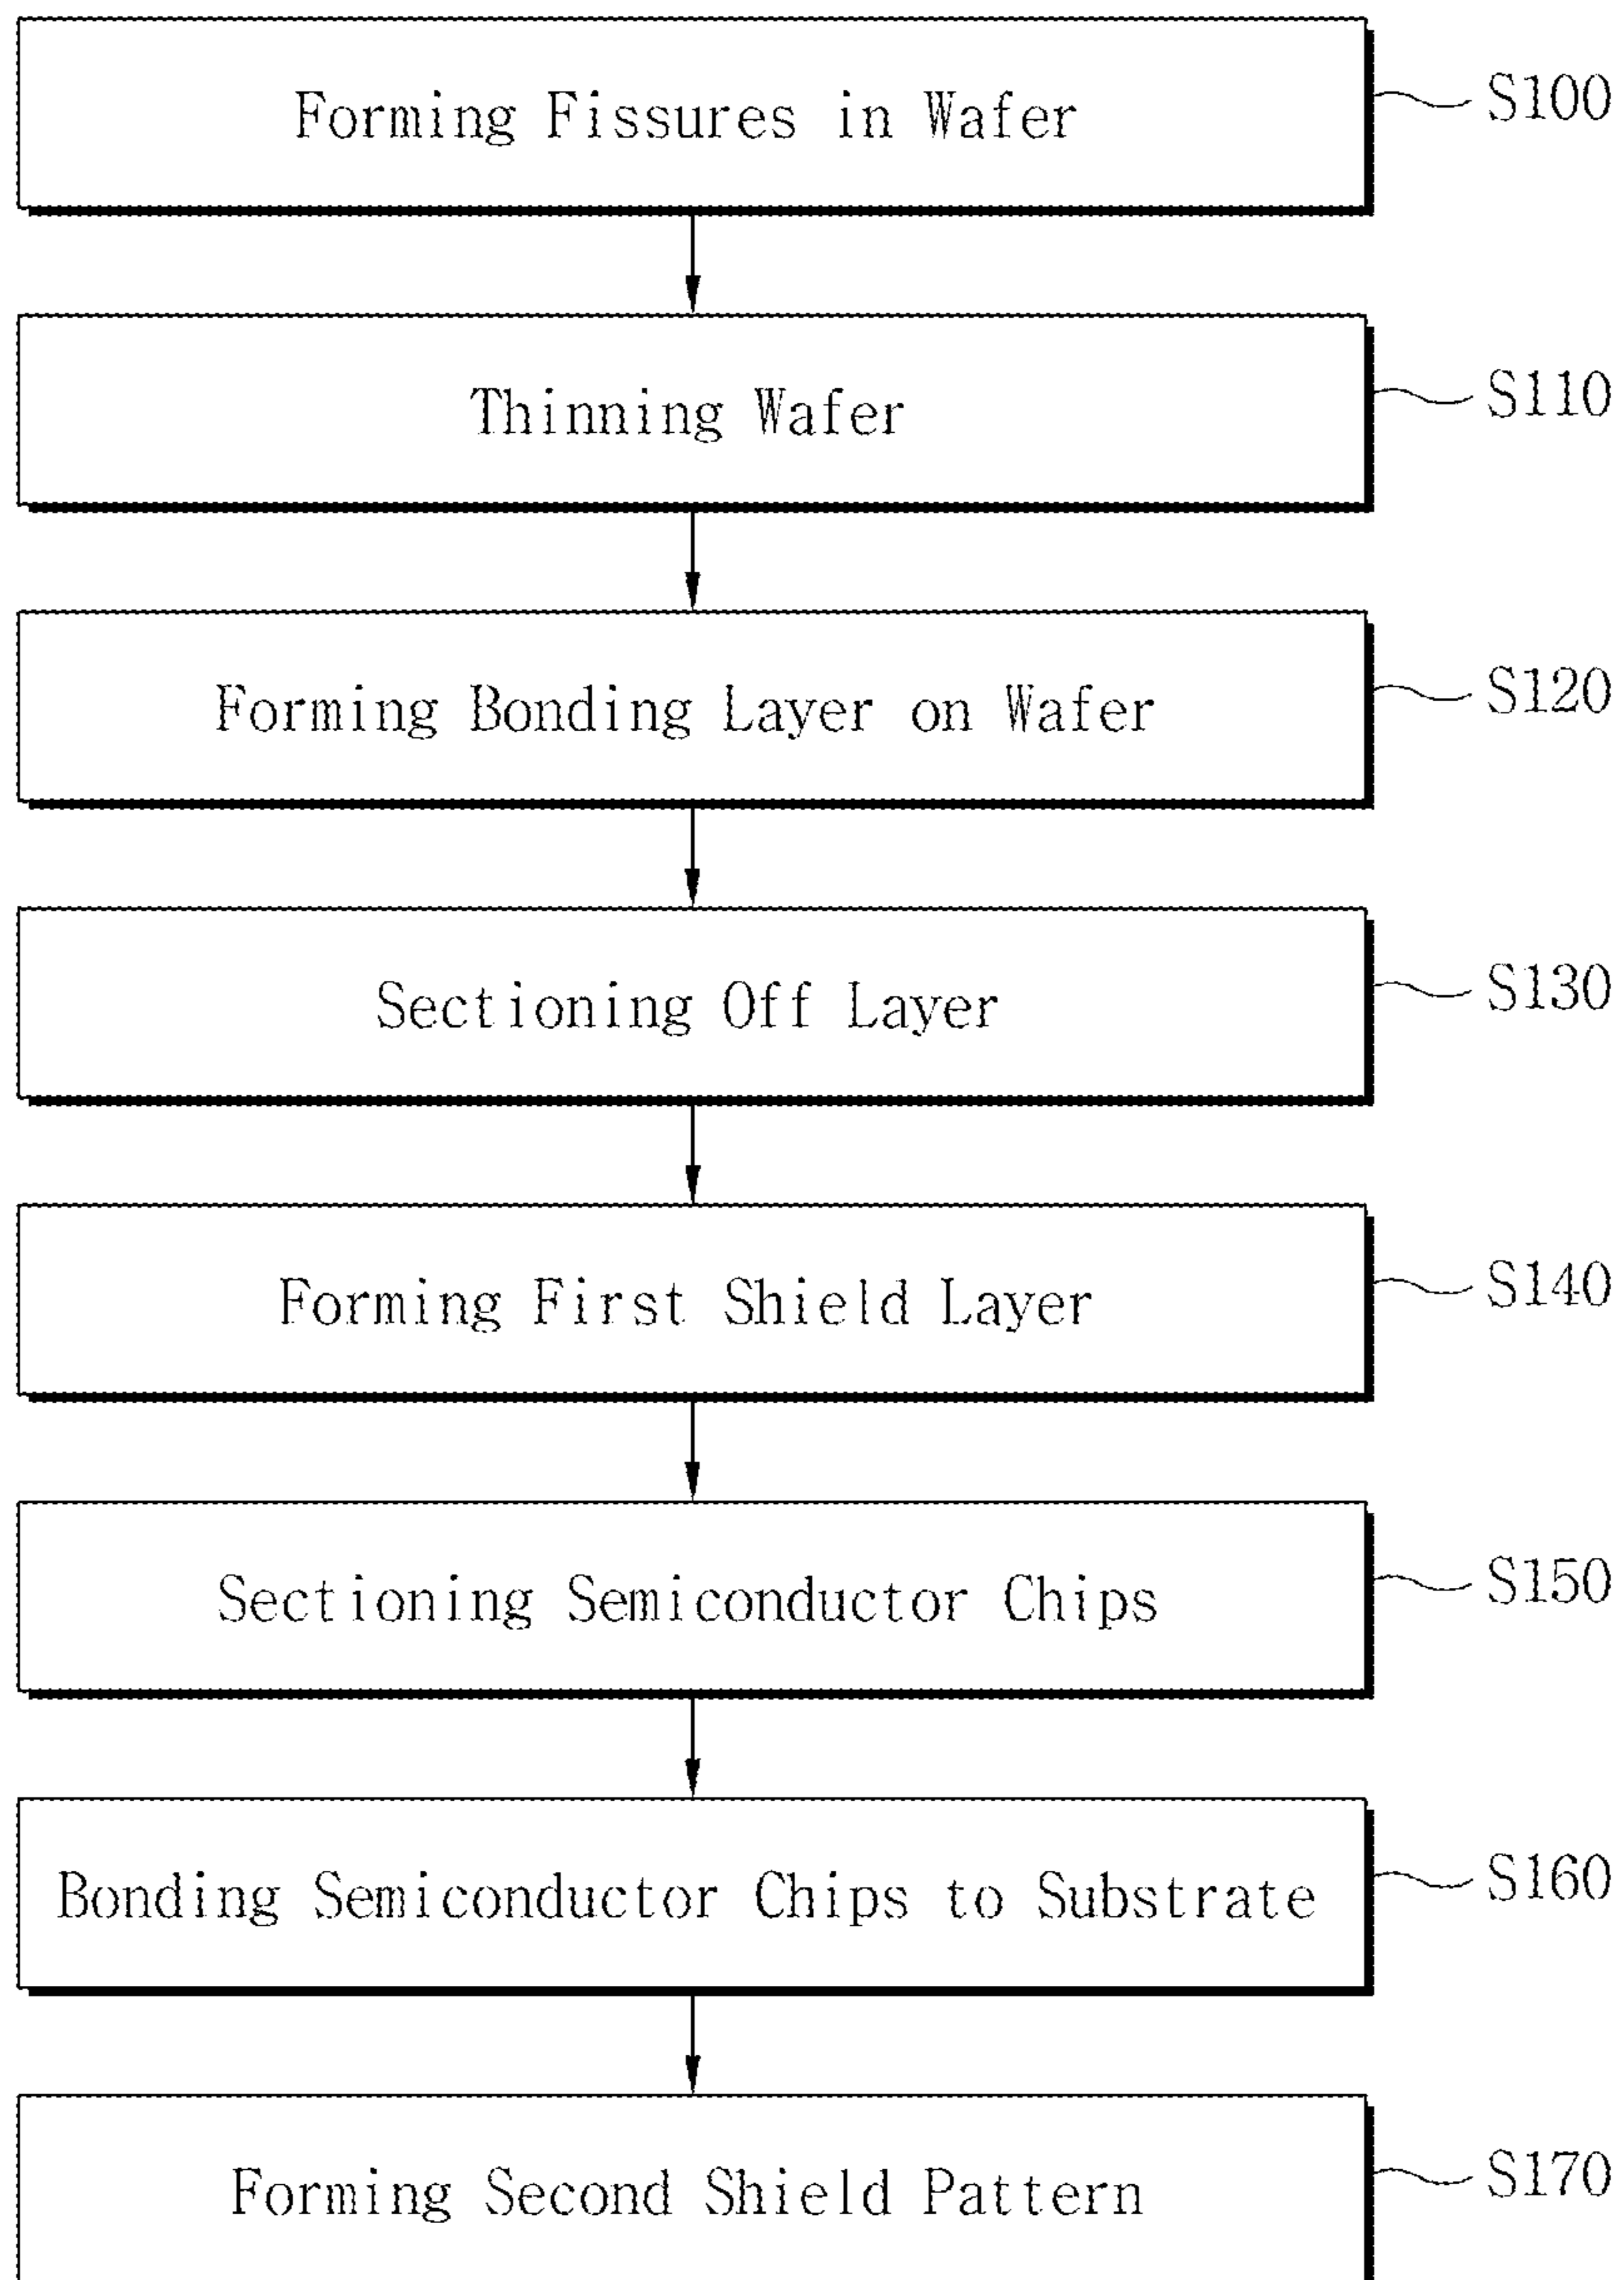 Forming Fissures in Wafer S100
Thinning Wafer S110
Forming Bonding Layer on Wafer S120
Sectioning Off Layer S130
Forming First Shield Layer S140
Sectioning Semiconductor Chips S150
Bonding Semiconductor Chips to Substrate S160
Forming Second Shield Pattern S170